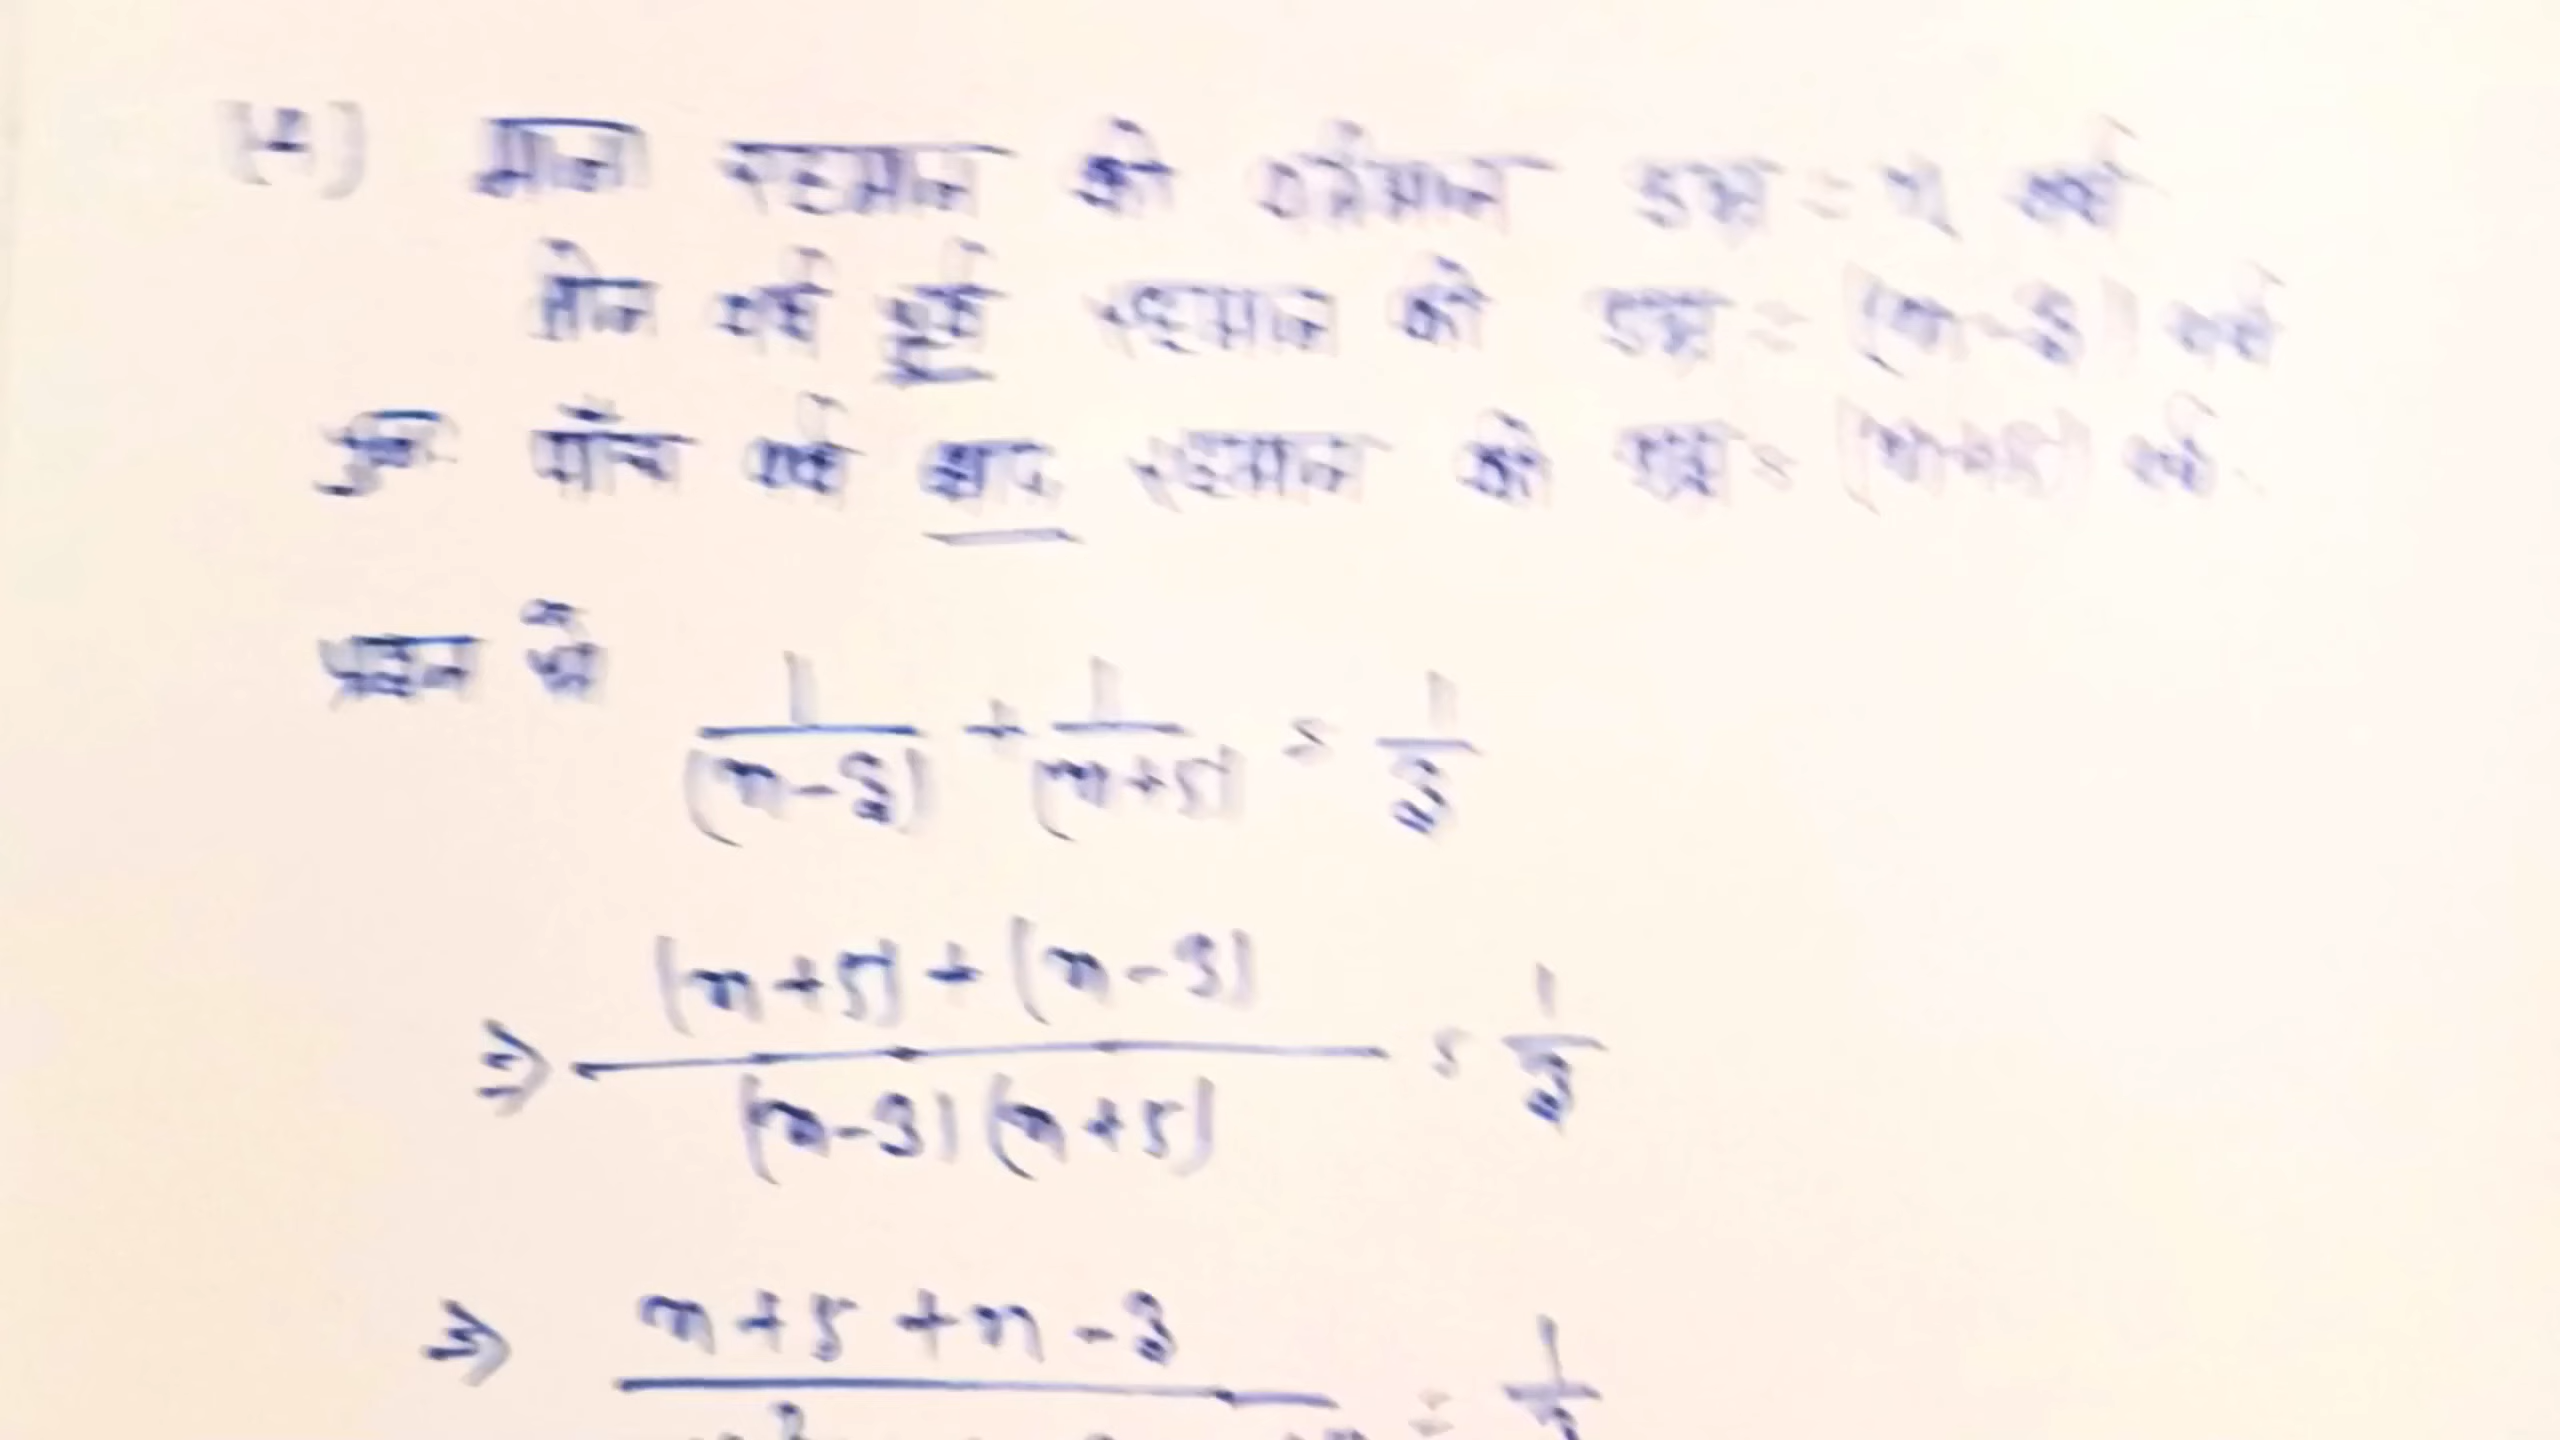 माना रहमान की वर्तमान उम्र = x वर्ष
तीन वर्ष पूर्व रहमान की उम्र = (x-3) वर्ष
पाँच वर्ष बाद रहमान की उम्र = (x+5) वर्ष
प्रश्न से
1/(x-3) + 1/(x+5) = 1/3
⇒ (x+5)+(x-3)/(x-3)(x+5) = 1/3
⇒ x+5+x-3 = 1